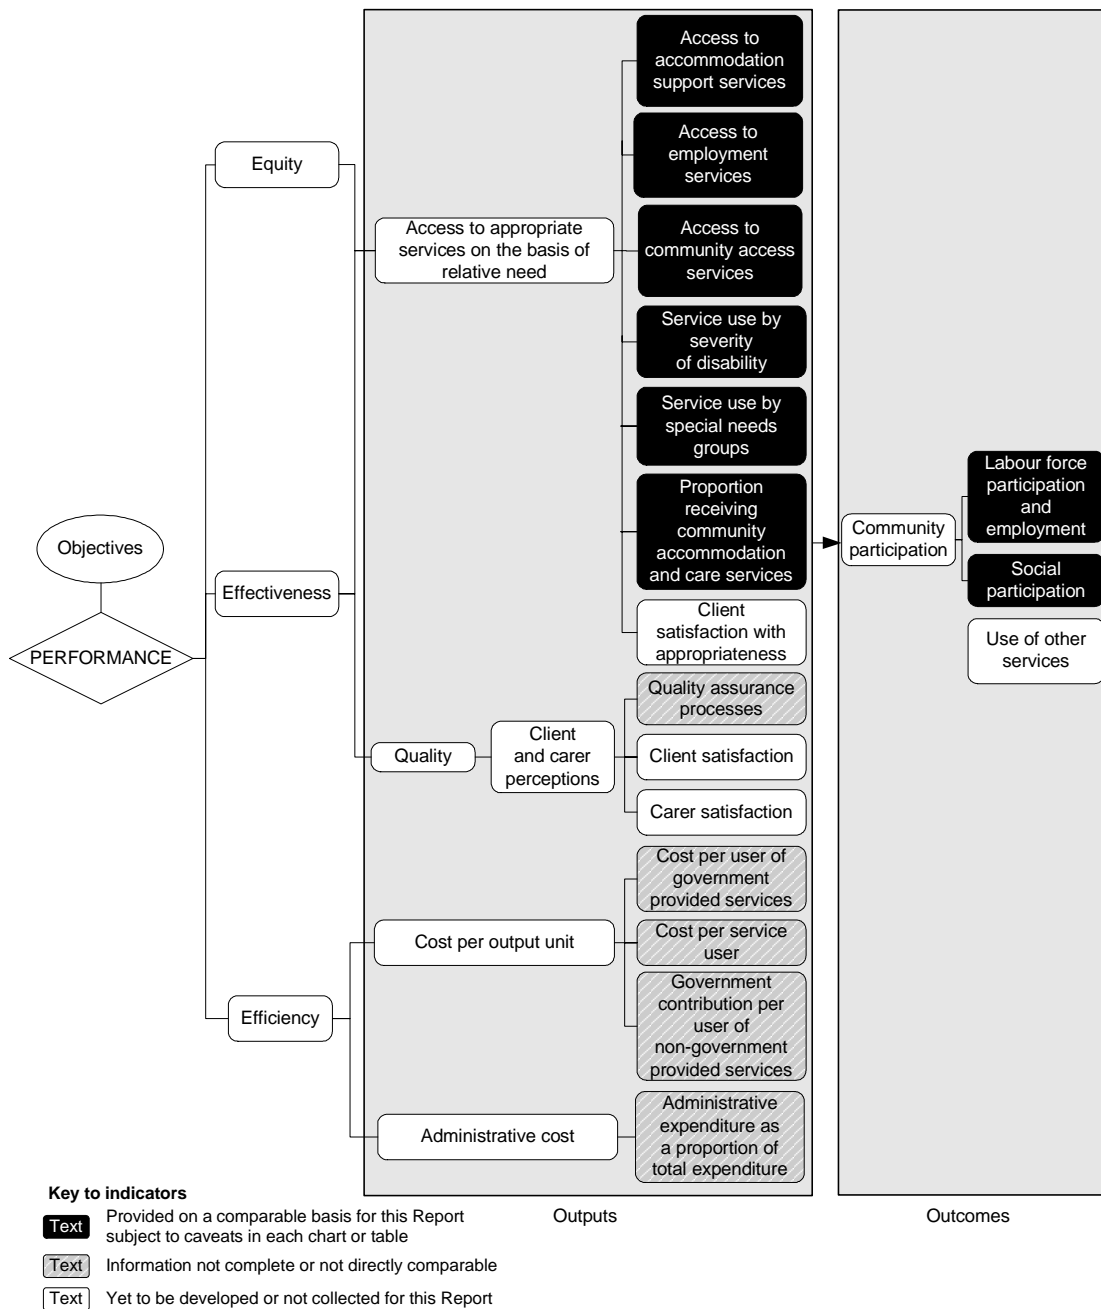 Objectives
PERFORMANCE
Equity
Effectiveness
Efficiency
Access to appropriate
services on the basis of
relative need
Quality
Client
and carer
perceptions
Cost per output unit
Administrative cost
Access to
accommodation
support services
Access to
employment
services
Access to
community access
services
Service use by
severity
of disability
Service use by
special needs
groups
Proportion
receiving
community
accommodation
and care services
Client
satisfaction with
appropriateness
Quality assurance
processes
Client satisfaction
Carer satisfaction
Cost per user of
government
provided services
Cost per service
user
Government
contribution per
user of
non-government
provided services
Administrative
expenditure as
a proportion of
total expenditure
Outputs
Community
participation
Labour force
participation
and
employment
Social
participation
Use of other
services
Outcomes
Key to indicators
Text Provided on a comparable basis for this Report
subject to caveats in each chart or table
Text Information not complete or not directly comparable
Text Yet to be developed or not collected for this Report